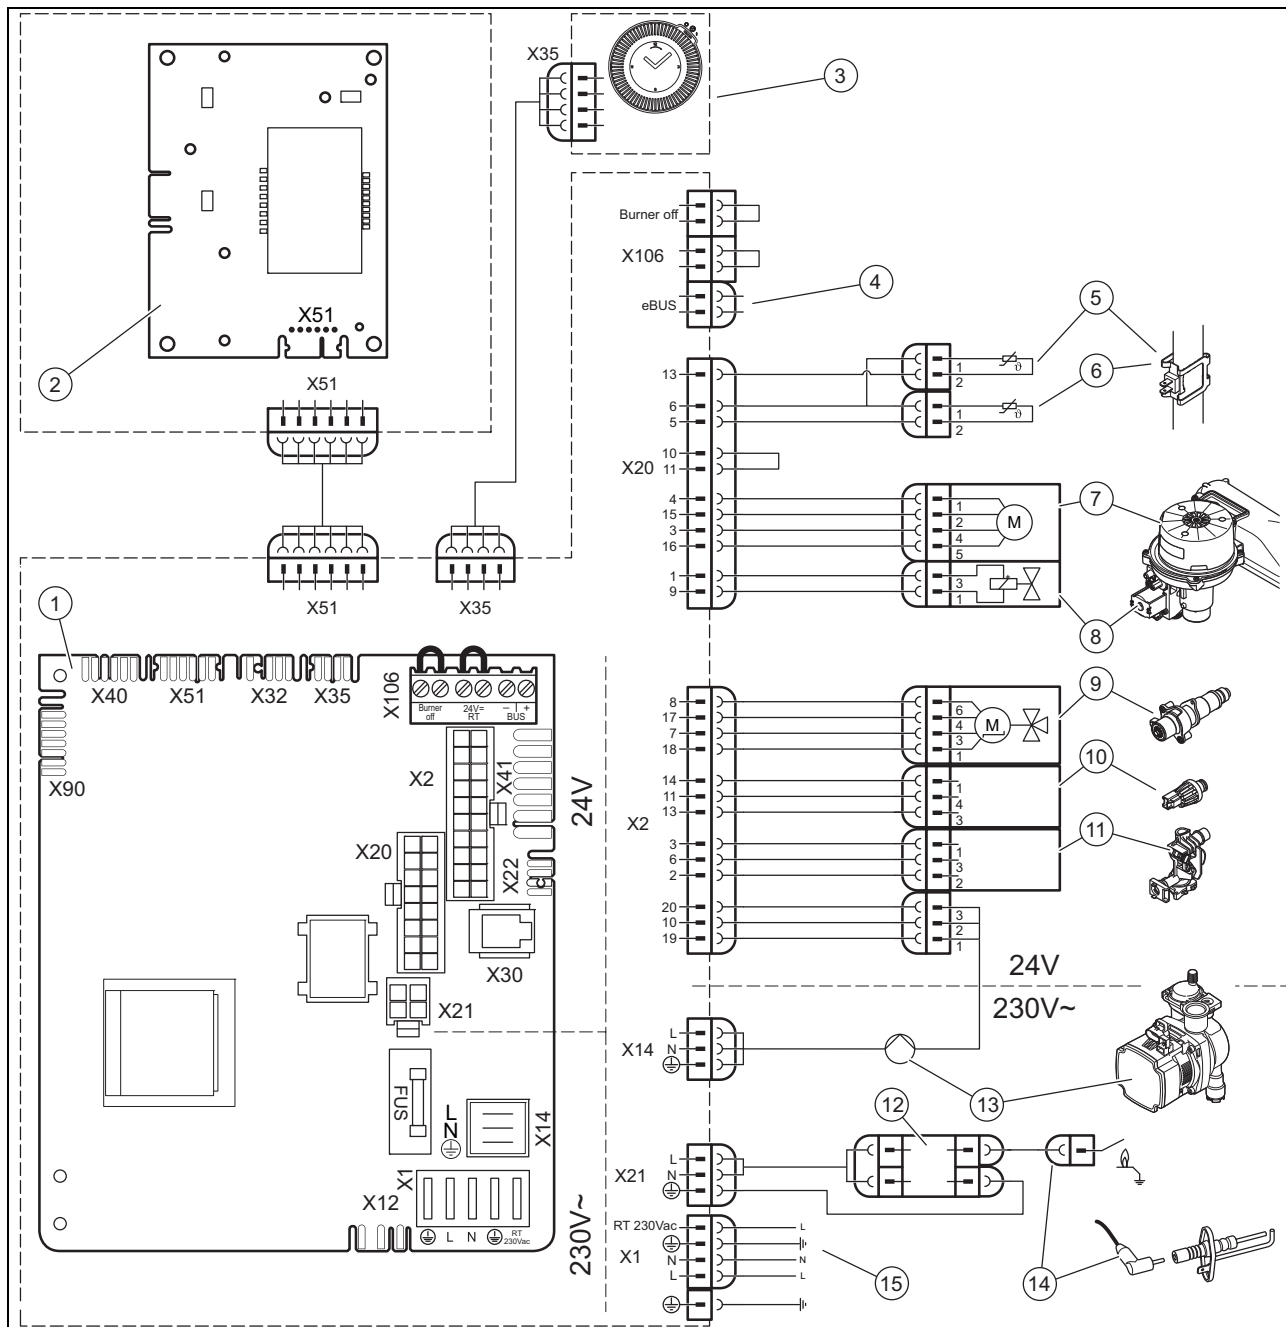 X35
3
Burner off
X106
eBUS
4
X51
2
X51
5
6
13
1
2
6
5
1
2
X20
10
11
4
15
3
16
1
2
4
5
M
7
1
9
3
1
8
X51
X35
1
X40
X51
X32
X35
X106
Burner off
24V= RT
– | +
BUS
X90
X2
X41
24V
X20
X22
X30
X21
FUS
L
N
X14
X1
X12
L
N
RT 230Vac
230V~
8
17
7
18
6
4
3
1
M
9
X2
14
11
13
1
4
3
10
3
6
2
1
3
2
11
20
10
19
3
2
1
24V
230V~
X14
L
N
13
12
X21
L
N
14
RT 230Vac
X1
N
L
L
N
L
15
ϑ
ϑ